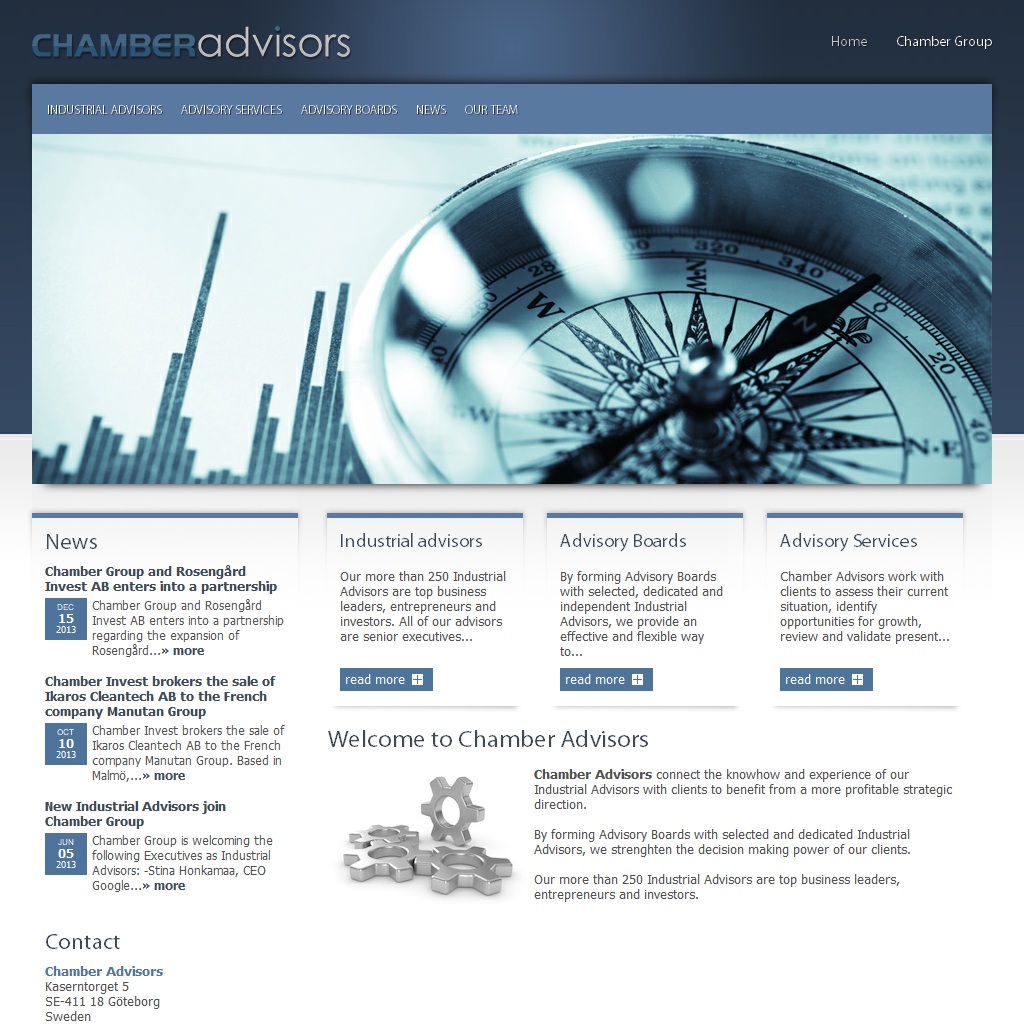 CHAMBERadvisors
Home Chamber Group
INDUSTRIAL ADVISORS ADVISORY SERVICES ADVISORY BOARDS NEWS OUR TEAM
320
340
W
N
Z
20
40
N·E
News
Chamber Group and Rosengård
Invest AB enters into a partnership
DEC
15
2013
Chamber Group and Rosengård
Invest AB enters into a partnership
regarding the expansion of
Rosengård...» more
Chamber Invest brokers the sale of
Ikaros Cleantech AB to the French
company Manutan Group
OCT
10
2013
Chamber Invest brokers the sale of
Ikaros Cleantech AB to the French
company Manutan Group. Based in
Malmö,...» more
New Industrial Advisors join
Chamber Group
JUN
05
2013
Chamber Group is welcoming the
following Executives as Industrial
Advisors: -Stina Honkamaa, CEO
Google...» more
Contact
Chamber Advisors
Kaserntorget 5
SE-411 18 Göteborg
Sweden
Industrial advisors
Our more than 250 Industrial
Advisors are top business
leaders, entrepreneurs and
investors. All of our advisors
are senior executives...
read more
Advisory Boards
By forming Advisory Boards
with selected, dedicated and
independent Industrial
Advisors, we provide an
effective and flexible way
to...
read more
Advisory Services
Chamber Advisors work with
clients to assess their current
situation, identify
opportunities for growth,
review and validate present...
read more
Welcome to Chamber Advisors
Chamber Advisors connect the knowhow and experience of our
Industrial Advisors with clients to benefit from a more profitable strategic
direction.
By forming Advisory Boards with selected and dedicated Industrial
Advisors, we strenghten the decision making power of our clients.
Our more than 250 Industrial Advisors are top business leaders,
entrepreneurs and investors.